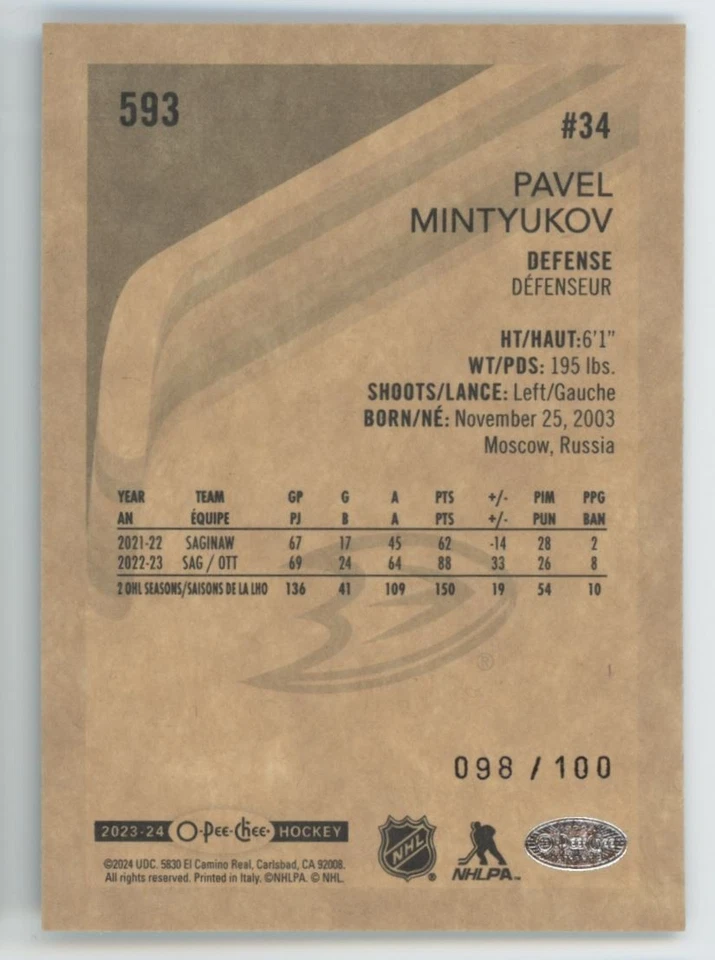 593
#34
PAVEL
MINTYUKOV
DEFENSE
DÉFENSEUR
HT/HAUT:6'1"
WT/PDS: 195 lbs.
SHOOTS/LANCE: Left/Gauche
BORN/NÉ: November 25, 2003
Moscow, Russia
YEAR TEAM GP G A PTS +/- PIM PPG
AN ÉQUIPE PJ B A PTS +/- PUN BAN
2021-22 SAGINAW 67 17 45 62 -14 28 2
2022-23 SAG / OTT 69 24 64 88 33 26 8
2 OHL SEASONS/SAISONS DE LA LHO 136 41 109 150 19 54 10
®
098 / 100
2023-24 O-Pee-Chee HOCKEY
NHL ®
NHLPA™
©2024 UDC. 5830 El Camino Real, Carlsbad, CA 92008.
All rights reserved. Printed in Italy. ©NHLPA. © NHL.